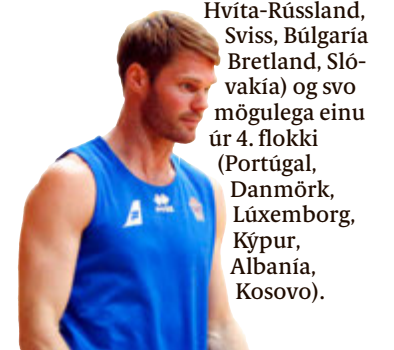 Hvíta-Rússland,
Sviss, Búlgaría
Bretland, Sló-
vakía) og svo
mögulega einu
úr 4. flokki
(Portúgal,
Danmörk,
Lúxemborg,
Kýpur,
Albanía,
Kosovo).